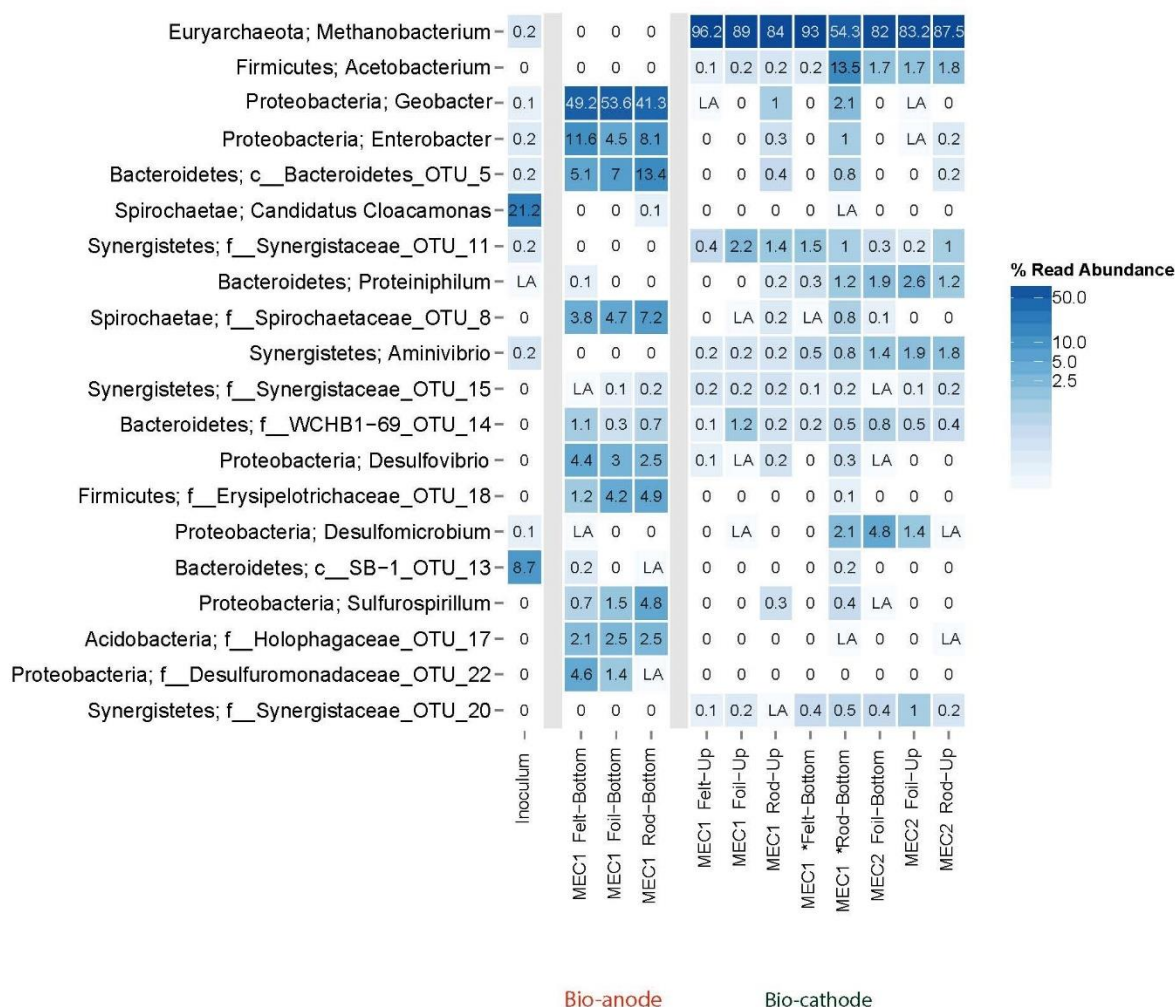 Euryarchaeota; Methanobacterium 0.2 0 0 0 96.2 89 84 93 54.3 82 83.2 87.5
Firmicutes; Acetobacterium 0 0 0 0 0.1 0.2 0.2 0.2 13.5 1.7 1.7 1.8
Proteobacteria; Geobacter 0.1 49.2 53.6 41.3 LA 0 1 0 2.1 0 LA 0
Proteobacteria; Enterobacter 0.2 11.6 4.5 8.1 0 0 0.3 0 1 0 LA 0.2
Bacteroidetes; c__Bacteroidetes_OTU_5 0.2 5.1 7 13.4 0 0 0.4 0 0.8 0 0 0.2
Spirochaetae; Candidatus Cloacamonas 21.2 0 0 0.1 0 0 0 0 LA 0 0 0
Synergistetes; f__Synergistaceae_OTU_11 0.2 0 0 0 0.4 2.2 1.4 1.5 1 0.3 0.2 1
Bacteroidetes; Proteiniphilum LA 0.1 0 0 0 0 0.2 0.3 1.2 1.9 2.6 1.2
Spirochaetae; f__Spirochaetaceae_OTU_8 0 3.8 4.7 7.2 0 LA 0.2 LA 0.8 0.1 0 0
Synergistetes; Aminivibrio 0.2 0 0 0 0.2 0.2 0.2 0.5 0.8 1.4 1.9 1.8
Synergistetes; f__Synergistaceae_OTU_15 0 LA 0.1 0.2 0.2 0.2 0.2 0.1 0.2 LA 0.1 0.2
Bacteroidetes; f__WCHB1−69_OTU_14 0 1.1 0.3 0.7 0.1 1.2 0.2 0.2 0.5 0.8 0.5 0.4
Proteobacteria; Desulfovibrio 0 4.4 3 2.5 0.1 LA 0.2 0 0.3 LA 0 0
Firmicutes; f__Erysipelotrichaceae_OTU_18 0 1.2 4.2 4.9 0 0 0 0 0.1 0 0 0
Proteobacteria; Desulfomicrobium 0.1 LA 0 0 0 LA 0 0 2.1 4.8 1.4 LA
Bacteroidetes; c__SB−1_OTU_13 8.7 0.2 0 LA 0 0 0 0 0.2 0 0 0
Proteobacteria; Sulfurospirillum 0 0.7 1.5 4.8 0 0 0.3 0 0.4 LA 0 0
Acidobacteria; f__Holophagaceae_OTU_17 0 2.1 2.5 2.5 0 0 0 0 LA 0 0 LA
Proteobacteria; f__Desulfuromonadaceae_OTU_22 0 4.6 1.4 LA 0 0 0 0 0 0 0 0
Synergistetes; f__Synergistaceae_OTU_20 0 0 0 0 0.1 0.2 LA 0.4 0.5 0.4 1 0.2
Inoculum
MEC1 Felt−Bottom
MEC1 Foil−Bottom
MEC1 Rod−Bottom
MEC1 Felt−Up
MEC1 Foil−Up
MEC1 Rod−Up
MEC1 *Felt−Bottom
MEC1 *Rod−Bottom
MEC2 Foil−Bottom
MEC2 Foil−Up
MEC2 Rod−Up
% Read Abundance
50.0
10.0
5.0
2.5
Bio-anode
Bio-cathode